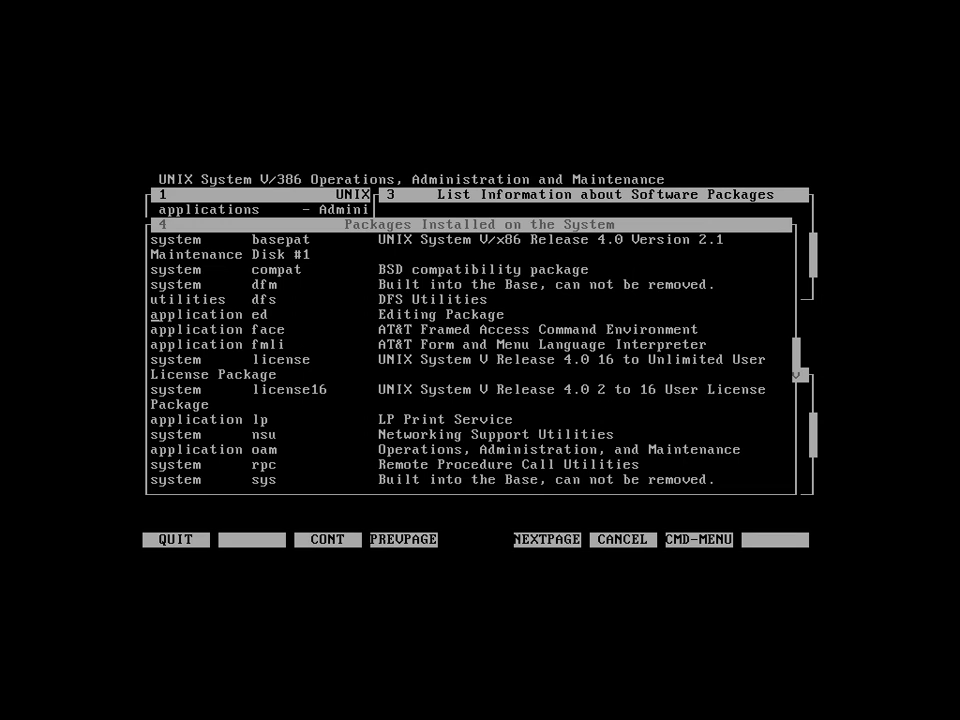 UNIX System V/386 Operations, Administration and Maintenance
1 UNIX 3 List Information about Software Packages
applications - Admini
4 Packages Installed on the System
system basepat UNIX System V/x86 Release 4.0 Version 2.1
Maintenance Disk #1
system compat BSD compatibility package
system dfm Built into the Base, can not be removed.
utilities dfs DFS Utilities
application ed Editing Package
application face AT&T Framed Access Command Environment
application fmli AT&T Form and Menu Language Interpreter
system license UNIX System V Release 4.0 16 to Unlimited User
License Package
system license16 UNIX System V Release 4.0 2 to 16 User License
Package
application lp LP Print Service
system nsu Networking Support Utilities
application oam Operations, Administration, and Maintenance
system rpc Remote Procedure Call Utilities
system sys Built into the Base, can not be removed.
QUIT CONT PREVPAGE NEXTPAGE CANCEL CMD-MENU